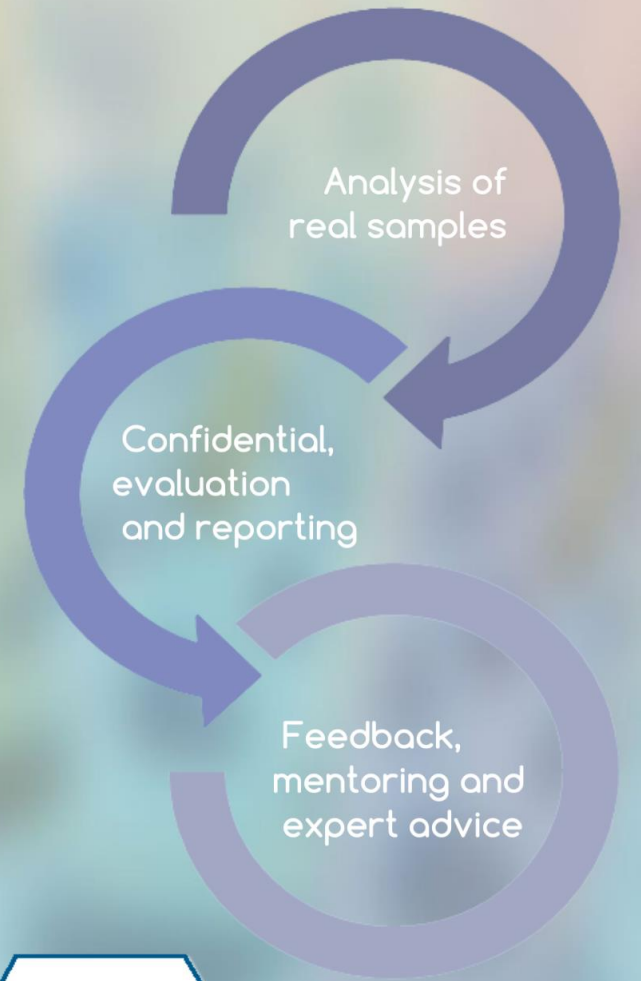 Analysis of
real samples
Confidential,
evaluation
and reporting
Feedback,
mentoring and
expert advice